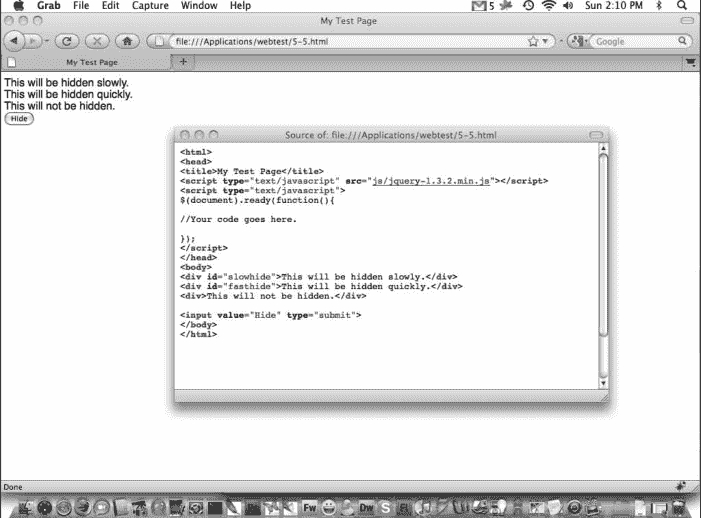 Grab File Edit Capture Window Help 5 Sun 2:10 PM
My Test Page
file:///Applications/webtest/5-5.html Google
My Test Page
This will be hidden slowly.
This will be hidden quickly.
This will not be hidden.
Hide
Source of: file:///Applications/webtest/5-5.html
<html>
<head>
<title>My Test Page</title>
<script type="text/javascript" src="js/jquery-1.3.2.min.js"></script>
<script type="text/javascript">
$(document).ready(function(){
//Your code goes here.
});
</script>
</head>
<body>
<div id="slowhide">This will be hidden slowly.</div>
<div id="fasthide">This will be hidden quickly.</div>
<div>This will not be hidden.</div>
<input value="Hide" type="submit">
</body>
</html>
Done
Fw Dw S Fl